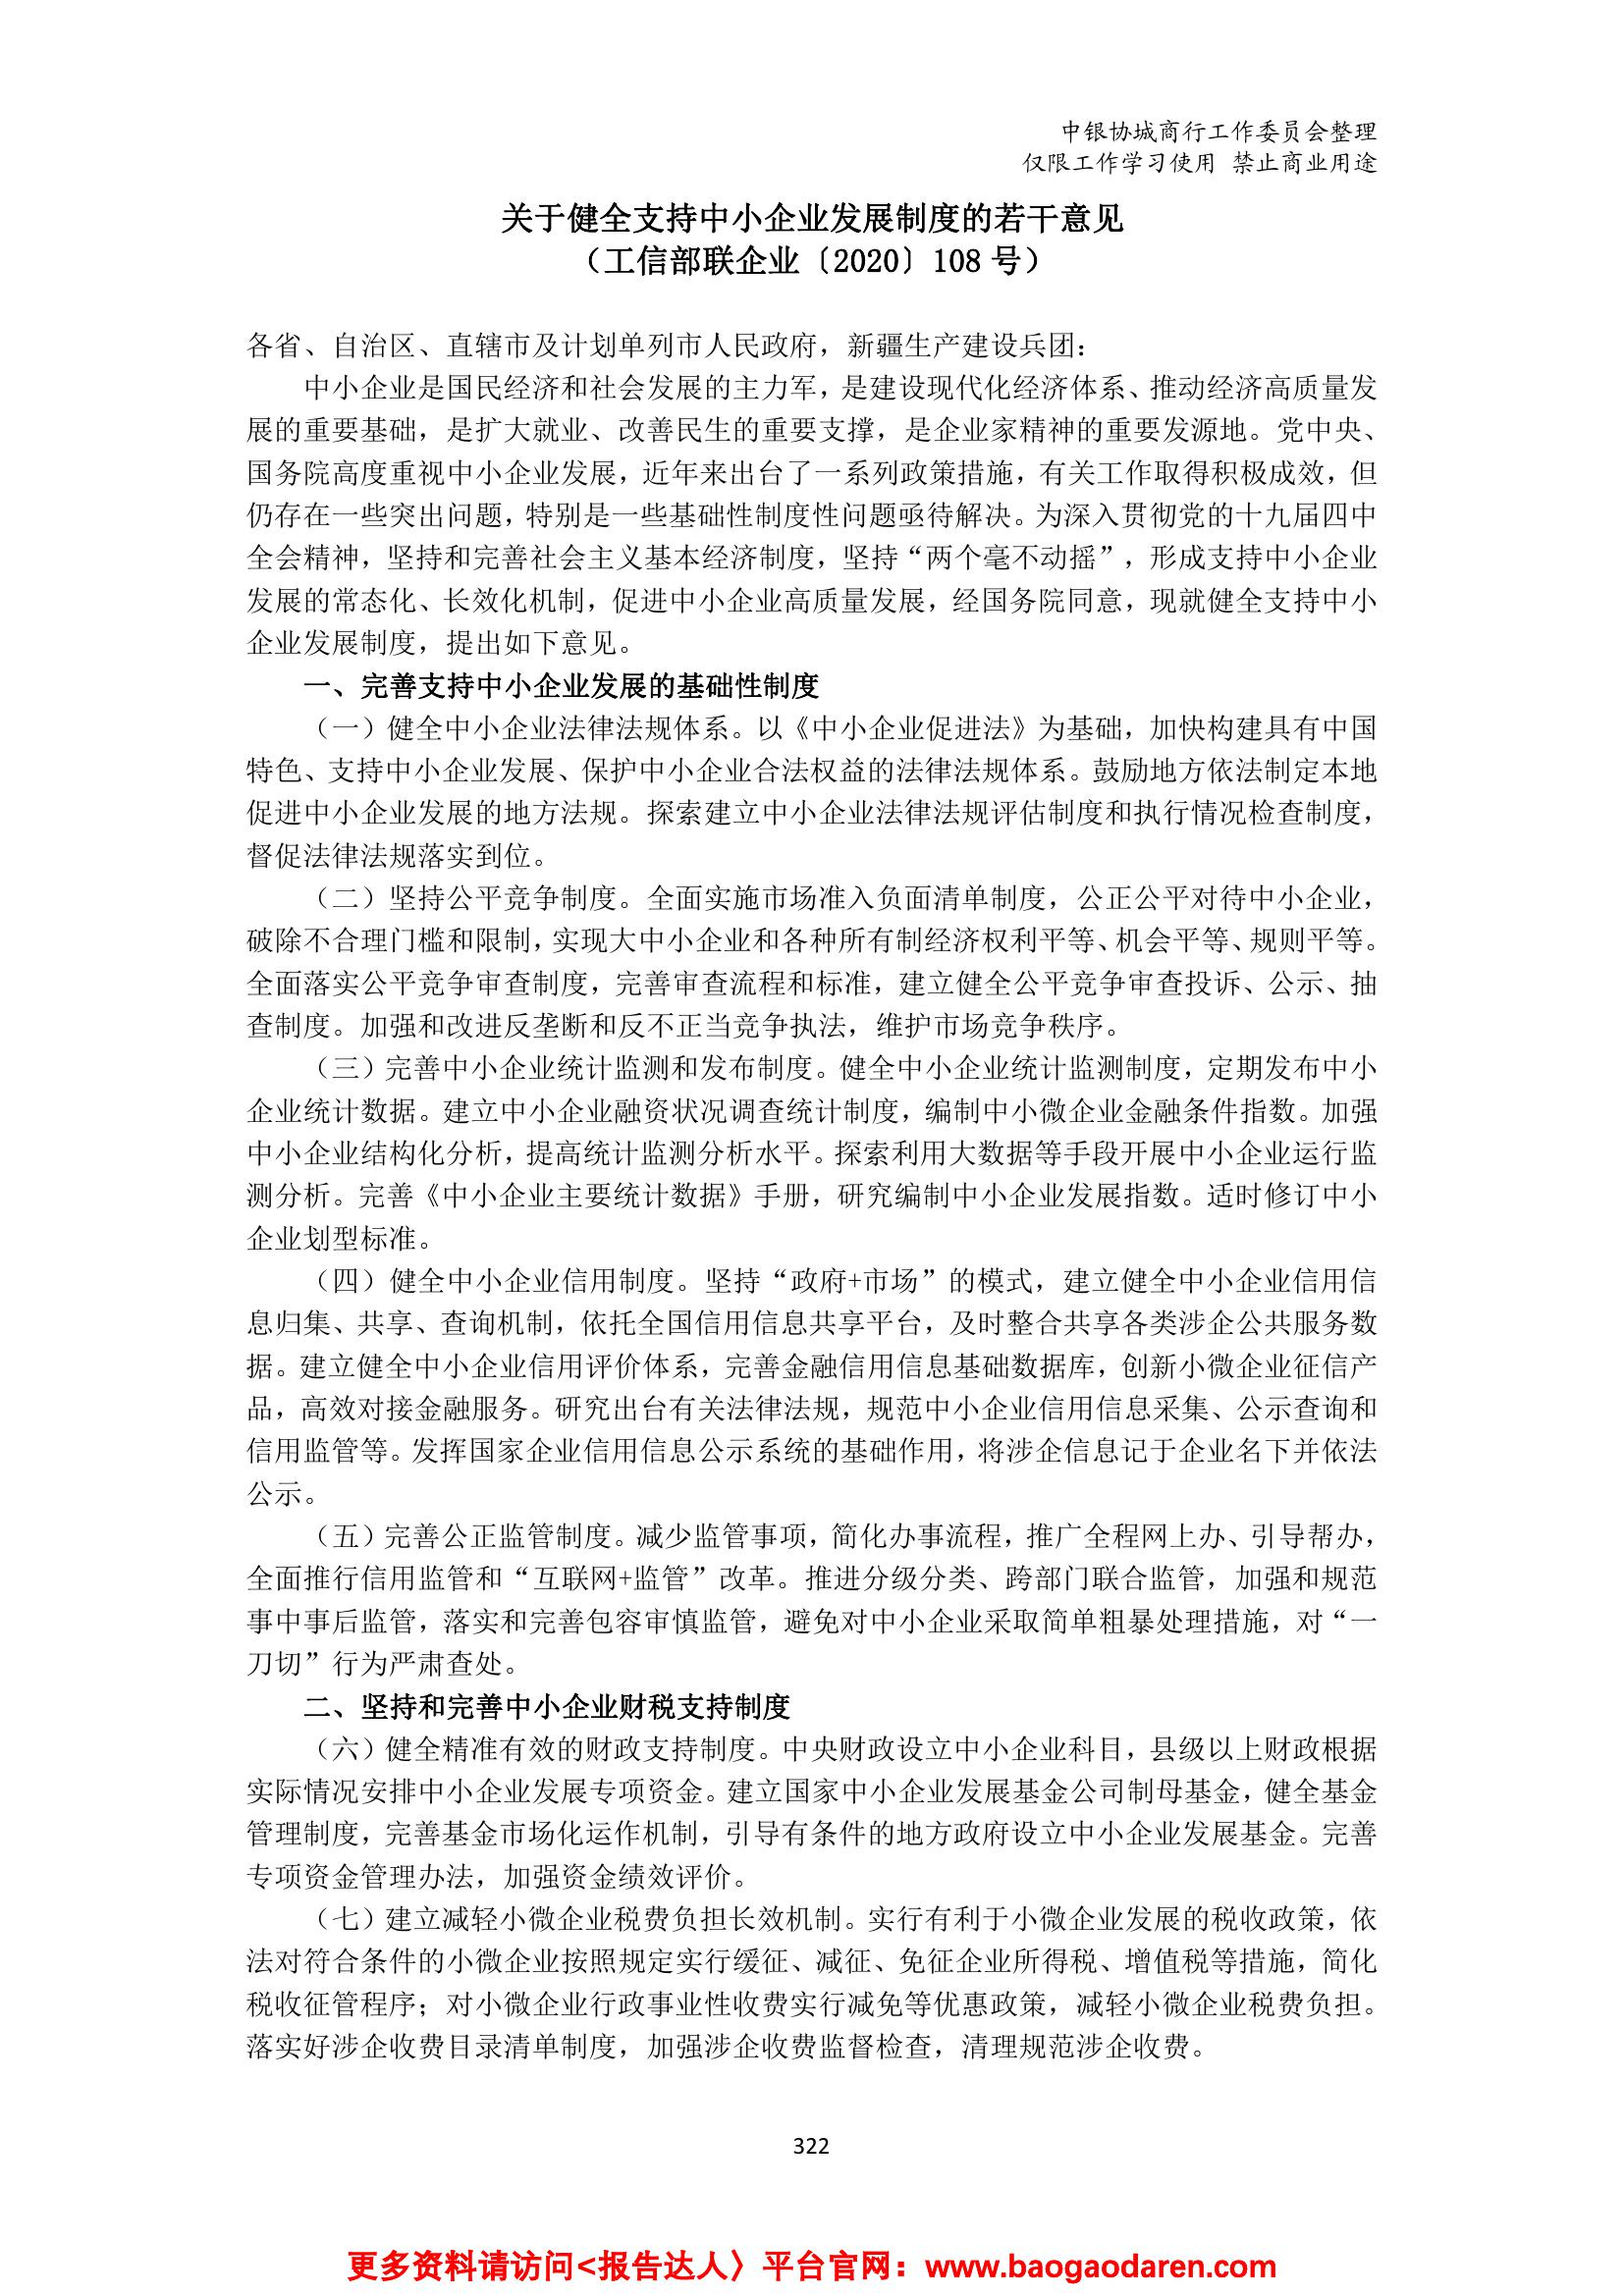 中银协城商行工作委员会整理
仅限工作学习使用 禁止商业用途
关于健全支持中小企业发展制度的若干意见
（工信部联企业〔2020〕108 号）
各省、自治区、直辖市及计划单列市人民政府，新疆生产建设兵团：
中小企业是国民经济和社会发展的主力军，是建设现代化经济体系、推动经济高质量发
展的重要基础，是扩大就业、改善民生的重要支撑，是企业家精神的重要发源地。党中央、
国务院高度重视中小企业发展，近年来出台了一系列政策措施，有关工作取得积极成效，但
仍存在一些突出问题，特别是一些基础性制度性问题亟待解决。为深入贯彻党的十九届四中
全会精神，坚持和完善社会主义基本经济制度，坚持“两个毫不动摇”，形成支持中小企业
发展的常态化、长效化机制，促进中小企业高质量发展，经国务院同意，现就健全支持中小
企业发展制度，提出如下意见。
一、完善支持中小企业发展的基础性制度
（一）健全中小企业法律法规体系。以《中小企业促进法》为基础，加快构建具有中国
特色、支持中小企业发展、保护中小企业合法权益的法律法规体系。鼓励地方依法制定本地
促进中小企业发展的地方法规。探索建立中小企业法律法规评估制度和执行情况检查制度，
督促法律法规落实到位。
（二）坚持公平竞争制度。全面实施市场准入负面清单制度，公正公平对待中小企业，
破除不合理门槛和限制，实现大中小企业和各种所有制经济权利平等、机会平等、规则平等。
全面落实公平竞争审查制度，完善审查流程和标准，建立健全公平竞争审查投诉、公示、抽
查制度。加强和改进反垄断和反不正当竞争执法，维护市场竞争秩序。
（三）完善中小企业统计监测和发布制度。健全中小企业统计监测制度，定期发布中小
企业统计数据。建立中小企业融资状况调查统计制度，编制中小微企业金融条件指数。加强
中小企业结构化分析，提高统计监测分析水平。探索利用大数据等手段开展中小企业运行监
测分析。完善《中小企业主要统计数据》手册，研究编制中小企业发展指数。适时修订中小
企业划型标准。
（四）健全中小企业信用制度。坚持“政府+市场”的模式，建立健全中小企业信用信
息归集、共享、查询机制，依托全国信用信息共享平台，及时整合共享各类涉企公共服务数
据。建立健全中小企业信用评价体系，完善金融信用信息基础数据库，创新小微企业征信产
品，高效对接金融服务。研究出台有关法律法规，规范中小企业信用信息采集、公示查询和
信用监管等。发挥国家企业信用信息公示系统的基础作用，将涉企信息记于企业名下并依法
公示。
（五）完善公正监管制度。减少监管事项，简化办事流程，推广全程网上办、引导帮办，
全面推行信用监管和“互联网+监管”改革。推进分级分类、跨部门联合监管，加强和规范
事中事后监管，落实和完善包容审慎监管，避免对中小企业采取简单粗暴处理措施，对“一
刀切”行为严肃查处。
二、坚持和完善中小企业财税支持制度
（六）健全精准有效的财政支持制度。中央财政设立中小企业科目，县级以上财政根据
实际情况安排中小企业发展专项资金。建立国家中小企业发展基金公司制母基金，健全基金
管理制度，完善基金市场化运作机制，引导有条件的地方政府设立中小企业发展基金。完善
专项资金管理办法，加强资金绩效评价。
（七）建立减轻小微企业税费负担长效机制。实行有利于小微企业发展的税收政策，依
法对符合条件的小微企业按照规定实行缓征、减征、免征企业所得税、增值税等措施，简化
税收征管程序；对小微企业行政事业性收费实行减免等优惠政策，减轻小微企业税费负担。
落实好涉企收费目录清单制度，加强涉企收费监督检查，清理规范涉企收费。
322
更多资料请访问<报告达人〉平台官网：www.baogaodaren.com